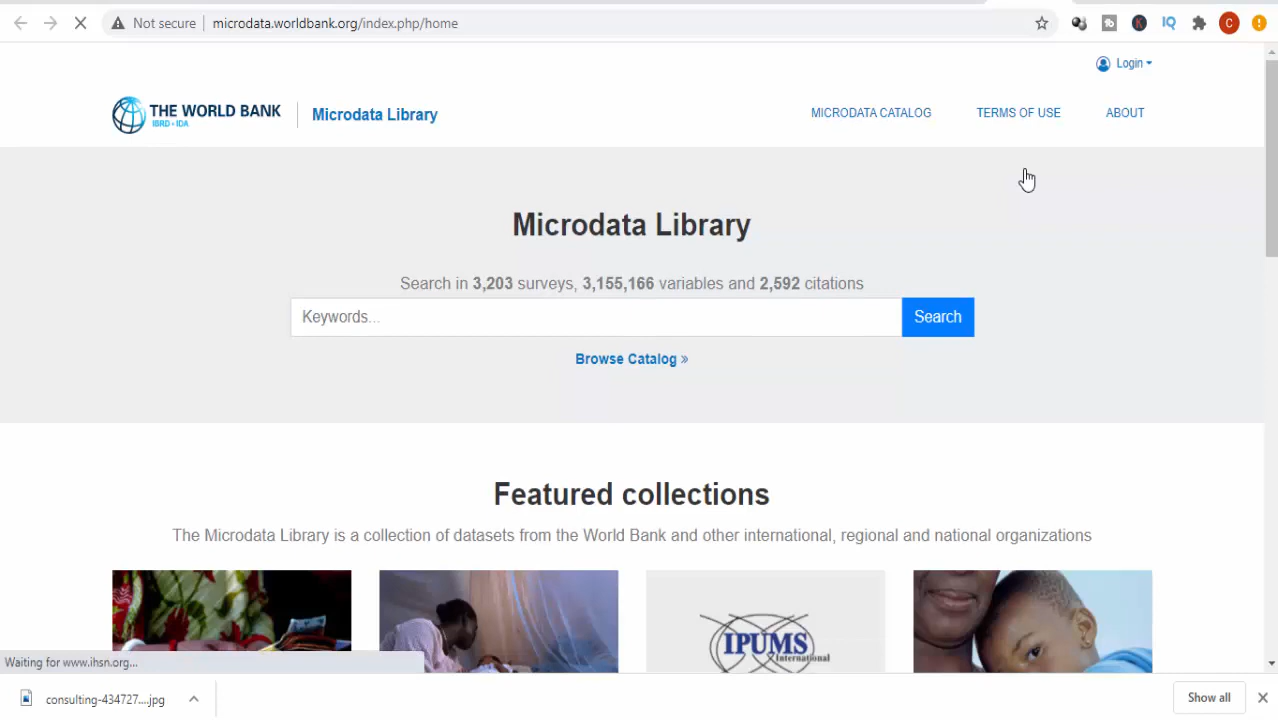 Not secure
microdata.worldbank.org/index.php/home
tb
K
IQ
C
Login
THE WORLD BANK
IBRD • IDA
Microdata Library
MICRODATA CATALOG
TERMS OF USE
ABOUT
Microdata Library
Search in 3,203 surveys, 3,155,166 variables and 2,592 citations
Keywords...
Search
Browse Catalog »
Featured collections
The Microdata Library is a collection of datasets from the World Bank and other international, regional and national organizations
IPUMS
International
Waiting for www.ihsn.org...
consulting-434727....jpg
Show all